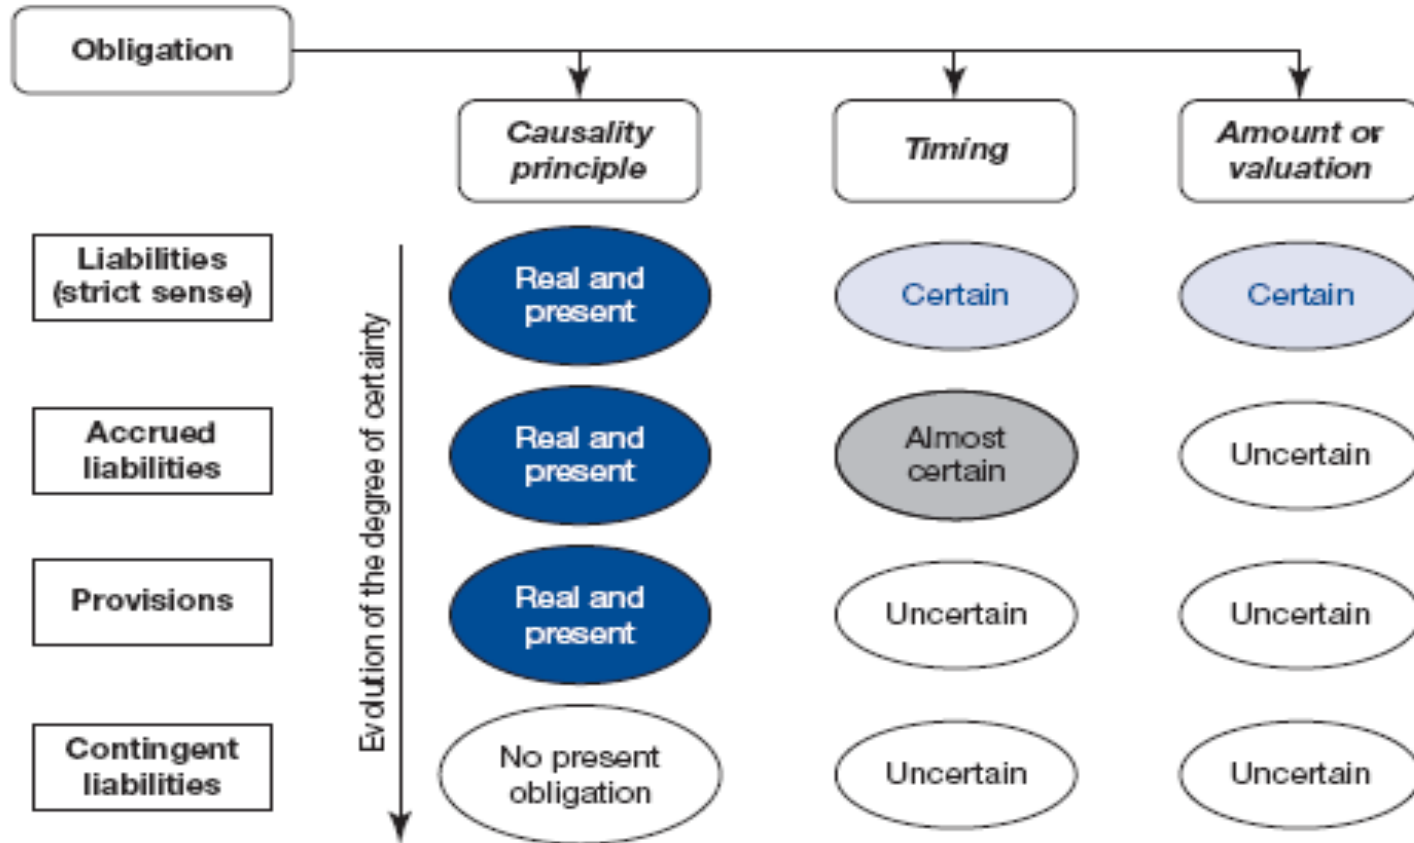 Obligation
Causality
principle
Timing
Amount or
valuation
Evolution of the degree of certainty
Liabilities
(strict sense)
Real and
present
Certain
Certain
Accrued
liabilities
Real and
present
Almost
certain
Uncertain
Provisions
Real and
present
Uncertain
Uncertain
Contingent
liabilities
No present
obligation
Uncertain
Uncertain